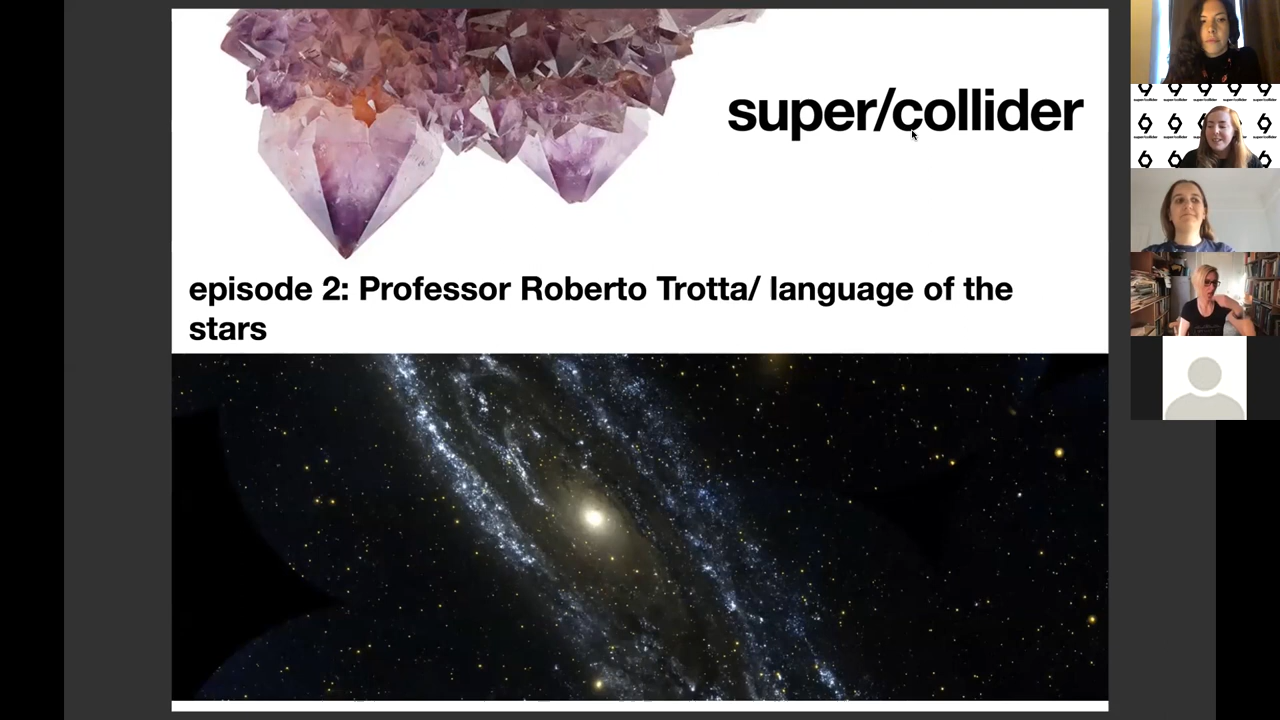 super/collider
episode 2: Professor Roberto Trotta/ language of the
stars